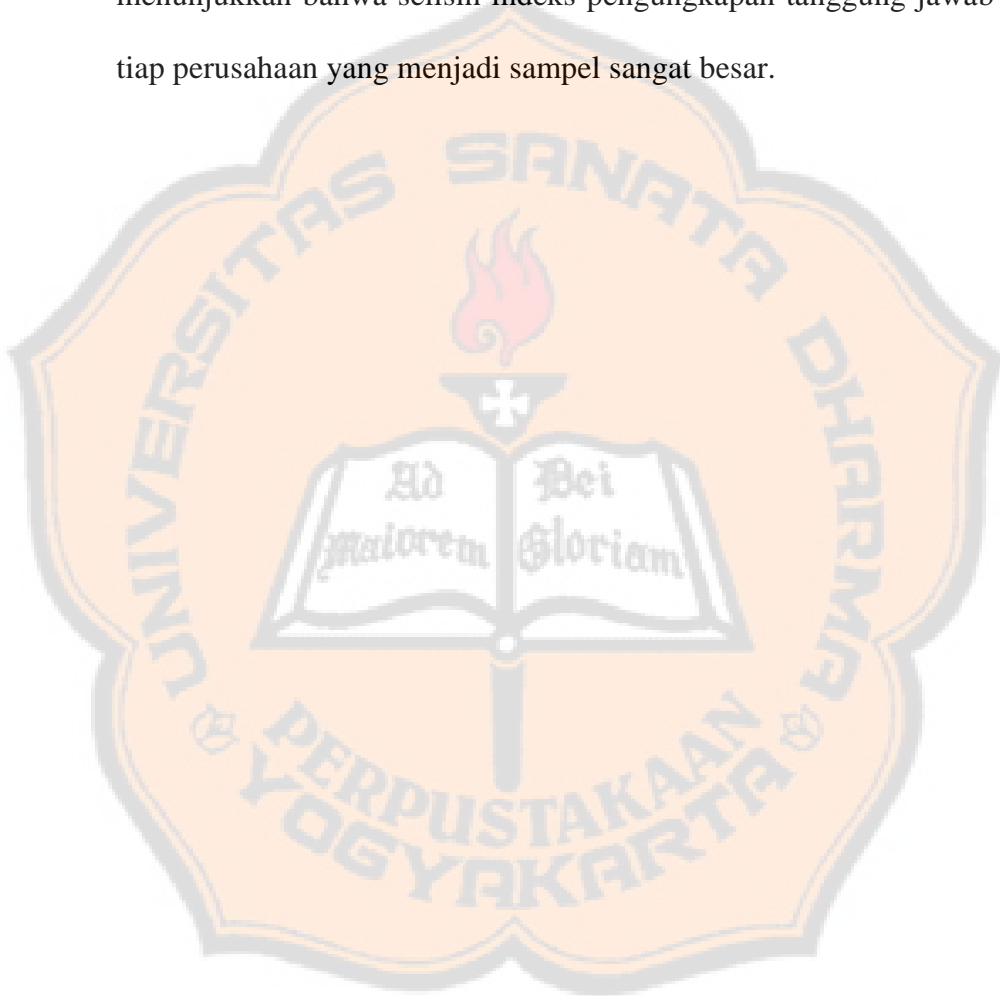 menunjukkan bahwa selisih indeks pengungkapan tanggung jawab
tiap perusahaan yang menjadi sampel sangat besar.
UNIVERSITAS SANATA DHARMA
Ad
Maiorem
Dei
Gloriam
PERPUSTAKAAN
YOGYAKARTA